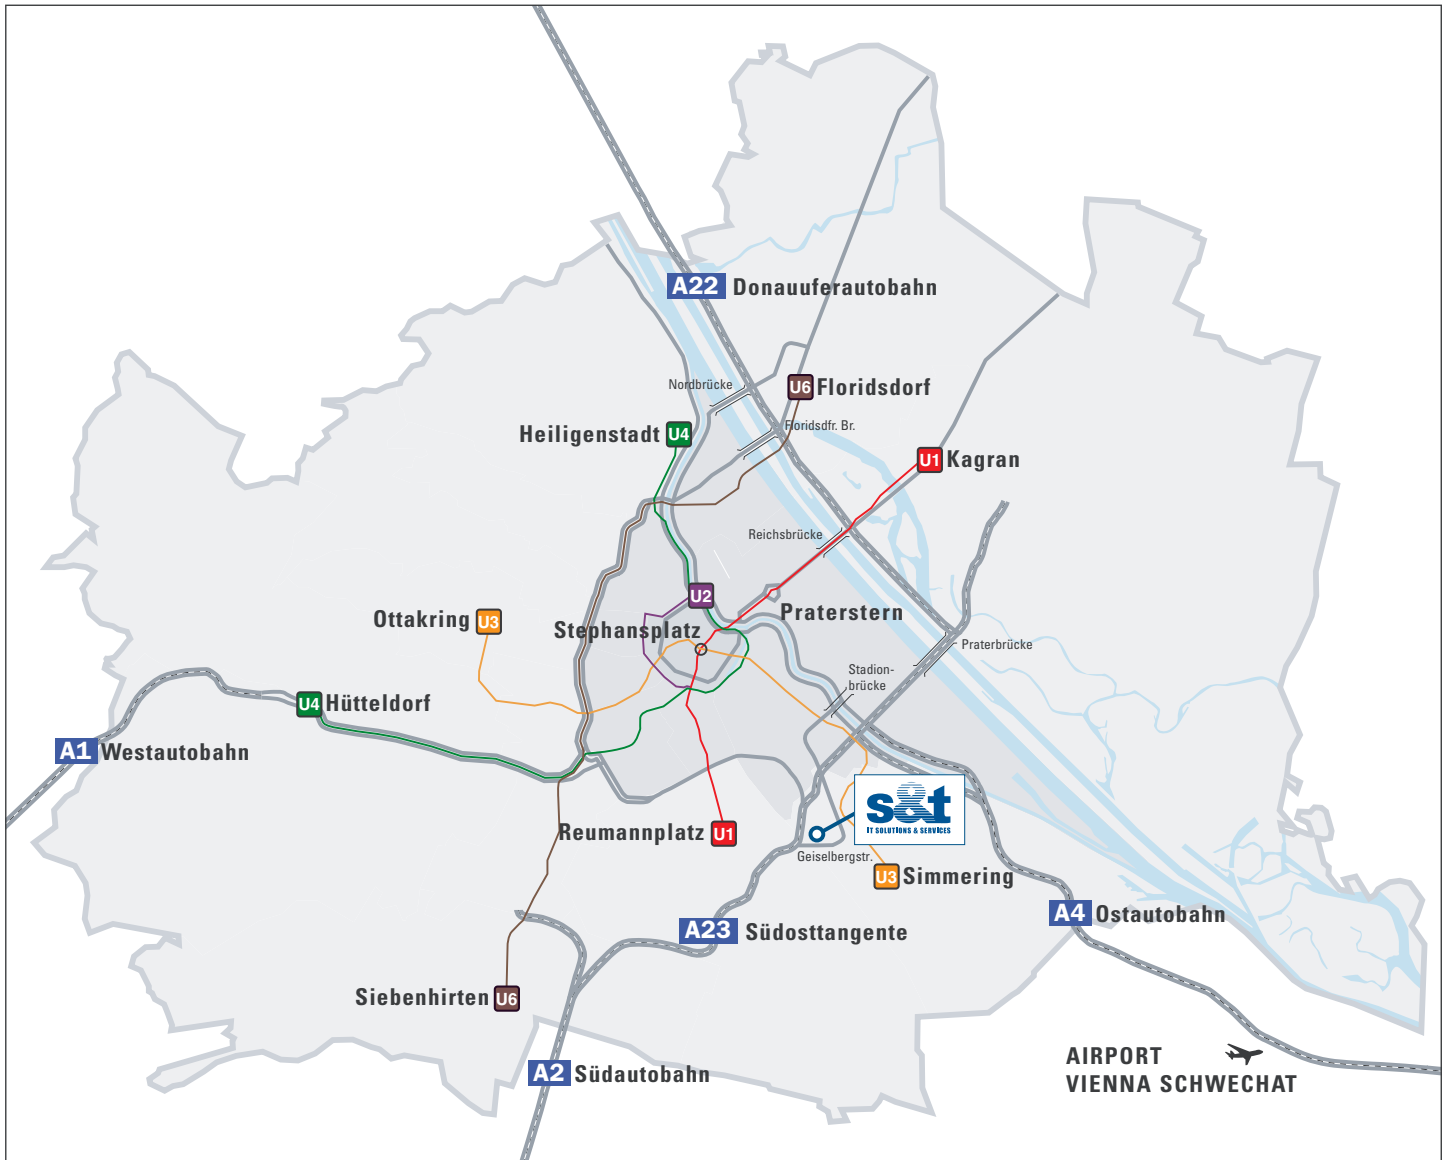 A22 Donauuferautobahn
Nordbrücke
U6 Floridsdorf
Floridsdfr. Br.
Heiligenstadt U4
U1 Kagran
Reichsbrücke
U2
Praterstern
Ottakring U3
Stephansplatz
Praterbrücke
Stadion-
brücke
U4 Hütteldorf
A1 Westautobahn
s&t
IT SOLUTIONS & SERVICES
Reumannplatz U1
Geiselbergstr.
U3 Simmering
A4 Ostautobahn
A23 Südosttangente
Siebenhirten U6
A2 Südautobahn
AIRPORT
VIENNA SCHWECHAT